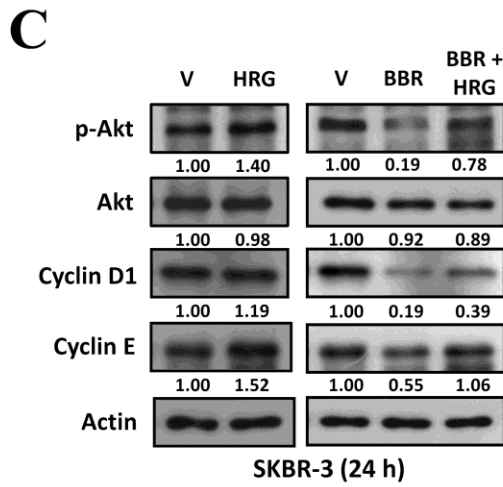 C
V HRG V BBR BBR + HRG
p-Akt
1.00 1.40 1.00 0.19 0.78
Akt
1.00 0.98 1.00 0.92 0.89
Cyclin D1
1.00 1.19 1.00 0.19 0.39
Cyclin E
1.00 1.52 1.00 0.55 1.06
Actin
SKBR-3 (24 h)